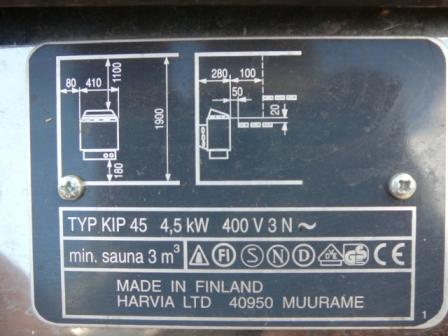 80 410 1100
1900
180
280 100
50
20
TYP KIP 45 4,5 kW 400 V 3 N ~
min. sauna 3 m³ FI S N D GS CE
MADE IN FINLAND
HARVIA LTD 40950 MUURAME
1